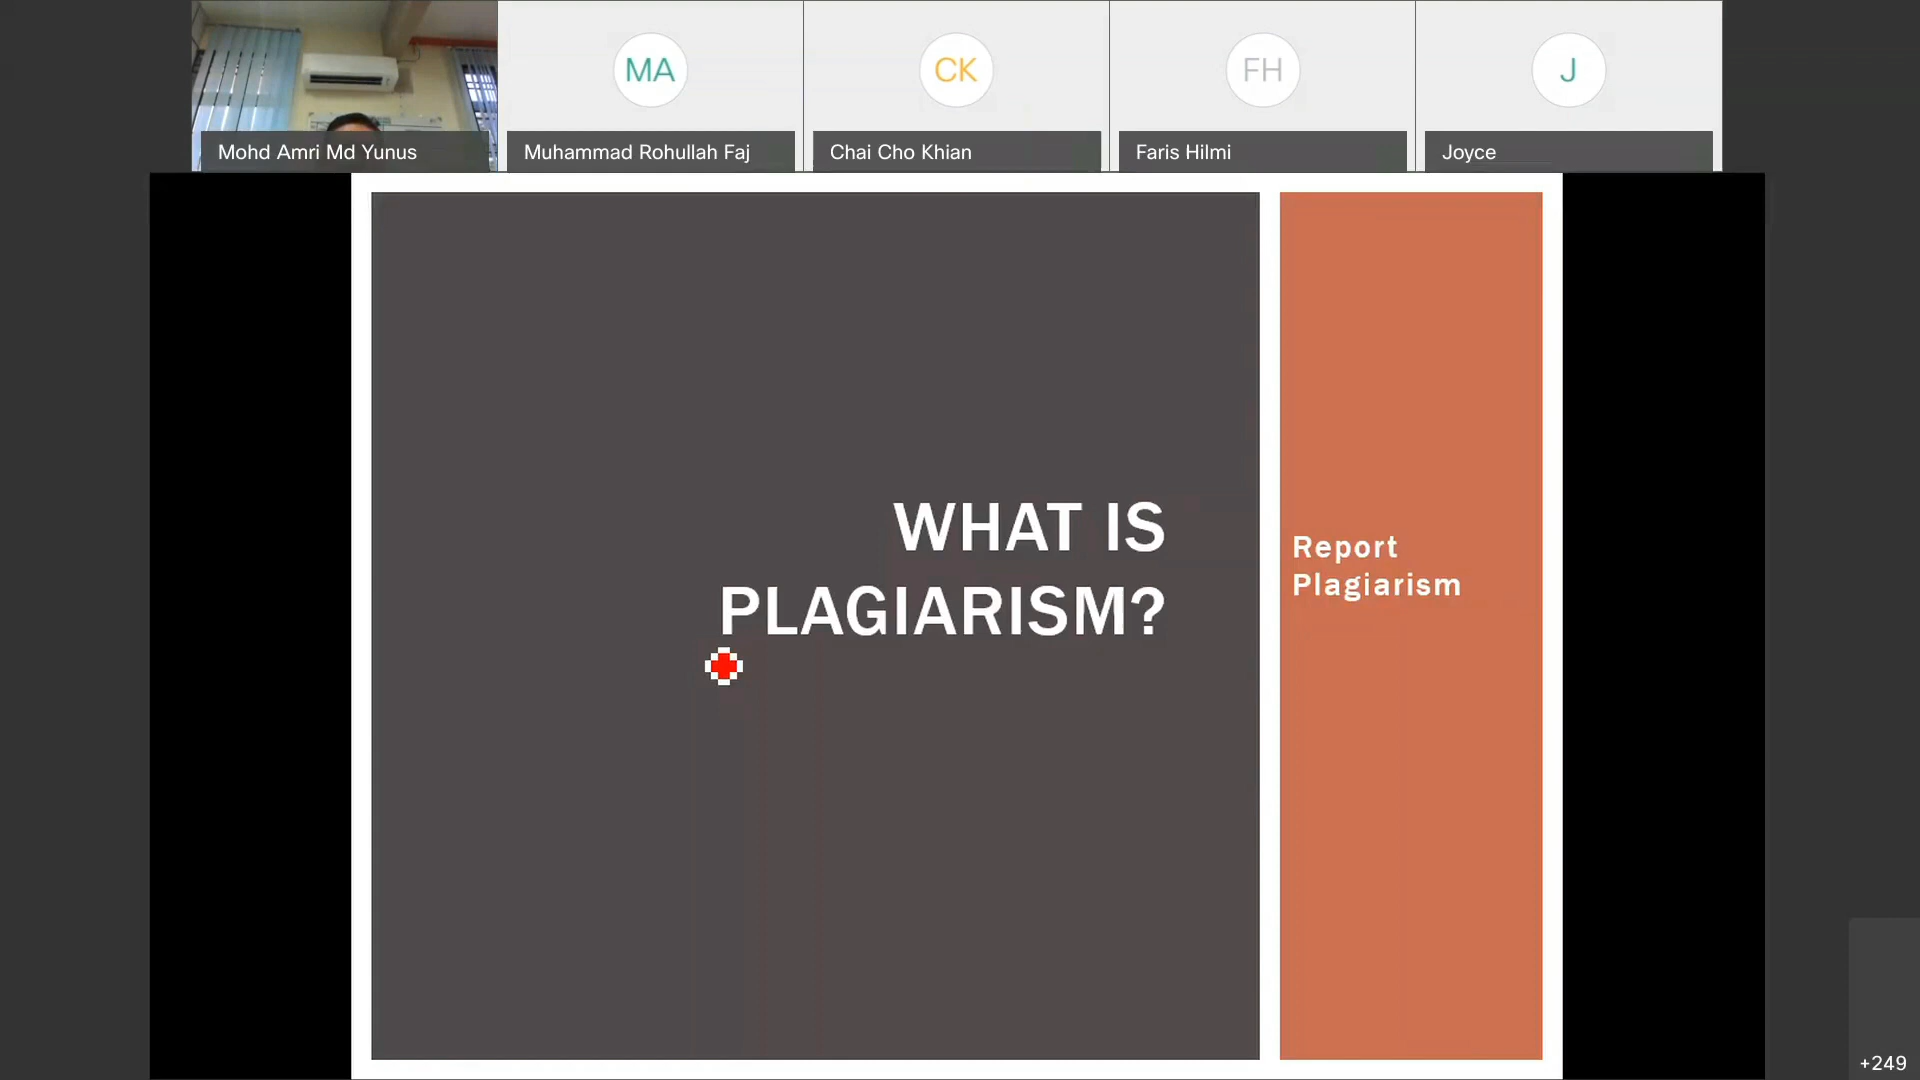 MA
CK
FH
J
Mohd Amri Md Yunus
Muhammad Rohullah Faj
Chai Cho Khian
Faris Hilmi
Joyce
WHAT IS
PLAGIARISM?
Report
Plagiarism
+249